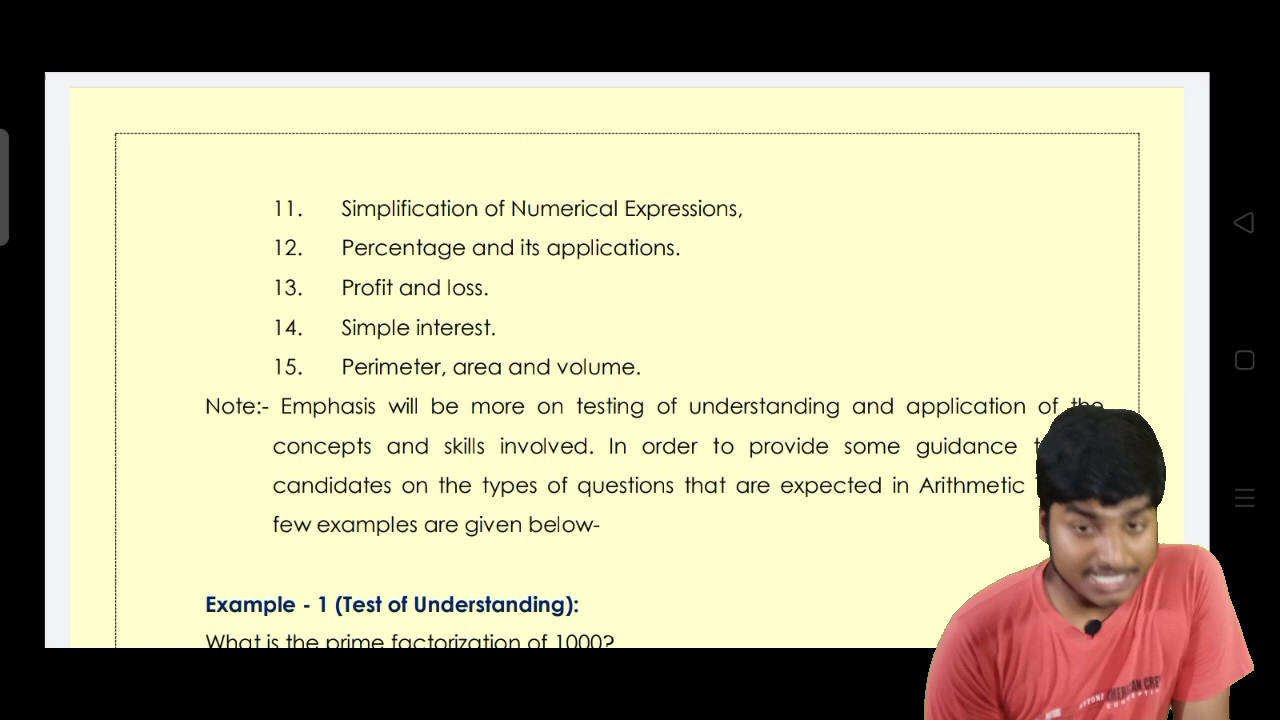 11. Simplification of Numerical Expressions,
12. Percentage and its applications.
13. Profit and loss.
14. Simple interest.
15. Perimeter, area and volume.
Note:- Emphasis will be more on testing of understanding and application of the
concepts and skills involved. In order to provide some guidance
candidates on the types of questions that are expected in Arithmetic
few examples are given below-
Example - 1 (Test of Understanding):
What is the prime factorization of 1000?